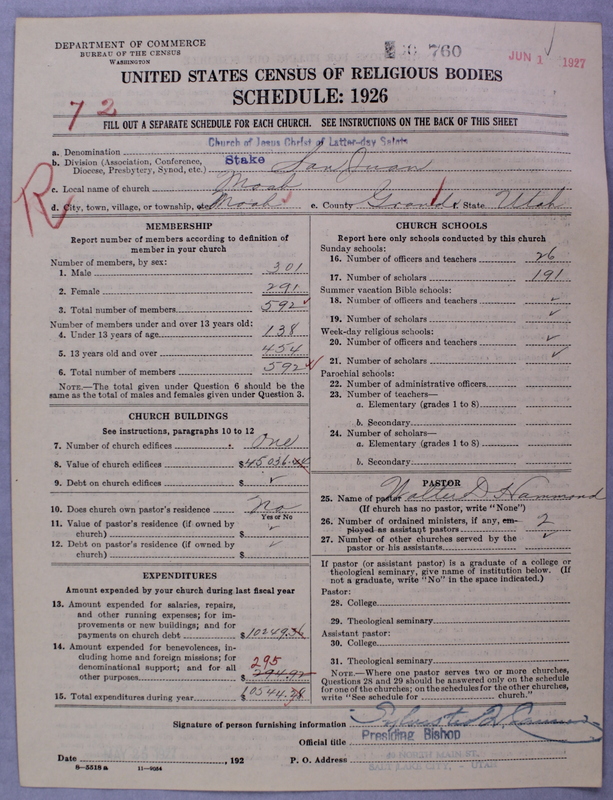 DEPARTMENT OF COMMERCE
BUREAU OF THE CENSUS
WASHINGTON
760
JUN 1 1927
UNITED STATES CENSUS OF RELIGIOUS BODIES
SCHEDULE: 1926
72
FILL OUT A SEPARATE SCHEDULE FOR EACH CHURCH. SEE INSTRUCTIONS ON THE BACK OF THIS SHEET
Church of Jesus Christ of Latter-day Saints
a. Denomination
b. Division (Association, Conference, Diocese, Presbytery, Synod, etc.) Stake San Juan
c. Local name of church Moab
R
d. City, town, village, or township, etc. Moab e. County Grand f. State Utah
MEMBERSHIP
Report number of members according to definition of
member in your church
Number of members, by sex:
1. Male 301
2. Female 291
3. Total number of members 592
Number of members under and over 13 years old:
4. Under 13 years of age 138
5. 13 years old and over 454
6. Total number of members 592
NOTE.—The total given under Question 6 should be the
same as the total of males and females given under Question 3.
CHURCH BUILDINGS
See instructions, paragraphs 10 to 12
7. Number of church edifices One
8. Value of church edifices $45036.00
9. Debt on church edifices $ ✓
10. Does church own pastor's residence No
Yes or No
11. Value of pastor's residence (if owned by
church) $ ✓
12. Debt on pastor's residence (if owned by
church) $ ✓
EXPENDITURES
Amount expended by your church during last fiscal year
13. Amount expended for salaries, repairs,
and other running expenses; for im-
provements or new buildings; and for
payments on church debt $10249.36
14. Amount expended for benevolences, in-
cluding home and foreign missions; for
denominational support; and for all
other purposes $294.92 295
15. Total expenditures during year $10544.28
CHURCH SCHOOLS
Report here only schools conducted by this church
Sunday schools:
16. Number of officers and teachers 26
17. Number of scholars 191
Summer vacation Bible schools:
18. Number of officers and teachers ✓
19. Number of scholars ✓
Week-day religious schools:
20. Number of officers and teachers ✓
21. Number of scholars ✓
Parochial schools:
22. Number of administrative officers
23. Number of teachers—
a. Elementary (grades 1 to 8)
b. Secondary
24. Number of scholars—
a. Elementary (grades 1 to 8)
b. Secondary
PASTOR
25. Name of pastor Walter D Hammond
(If church has no pastor, write "None")
26. Number of ordained ministers, if any, em-
ployed as assistant pastors 2
27. Number of other churches served by the
pastor or his assistants ✓
If pastor (or assistant pastor) is a graduate of a college or
theological seminary, give name of institution below. (If
not a graduate, write "No" in the space indicated.)
Pastor:
28. College
29. Theological seminary
Assistant pastor:
30. College
31. Theological seminary
NOTE.—Where one pastor serves two or more churches,
Questions 28 and 29 should be answered only on the schedule
for one of the churches; on the schedules for the other churches,
write "See schedule for church."
Signature of person furnishing information Sylvester Q. Cannon
Official title Presiding Bishop
Date , 192 P. O. Address 40 NORTH MAIN ST.
SALT LAKE CITY, UTAH
8—5518a 11—9054